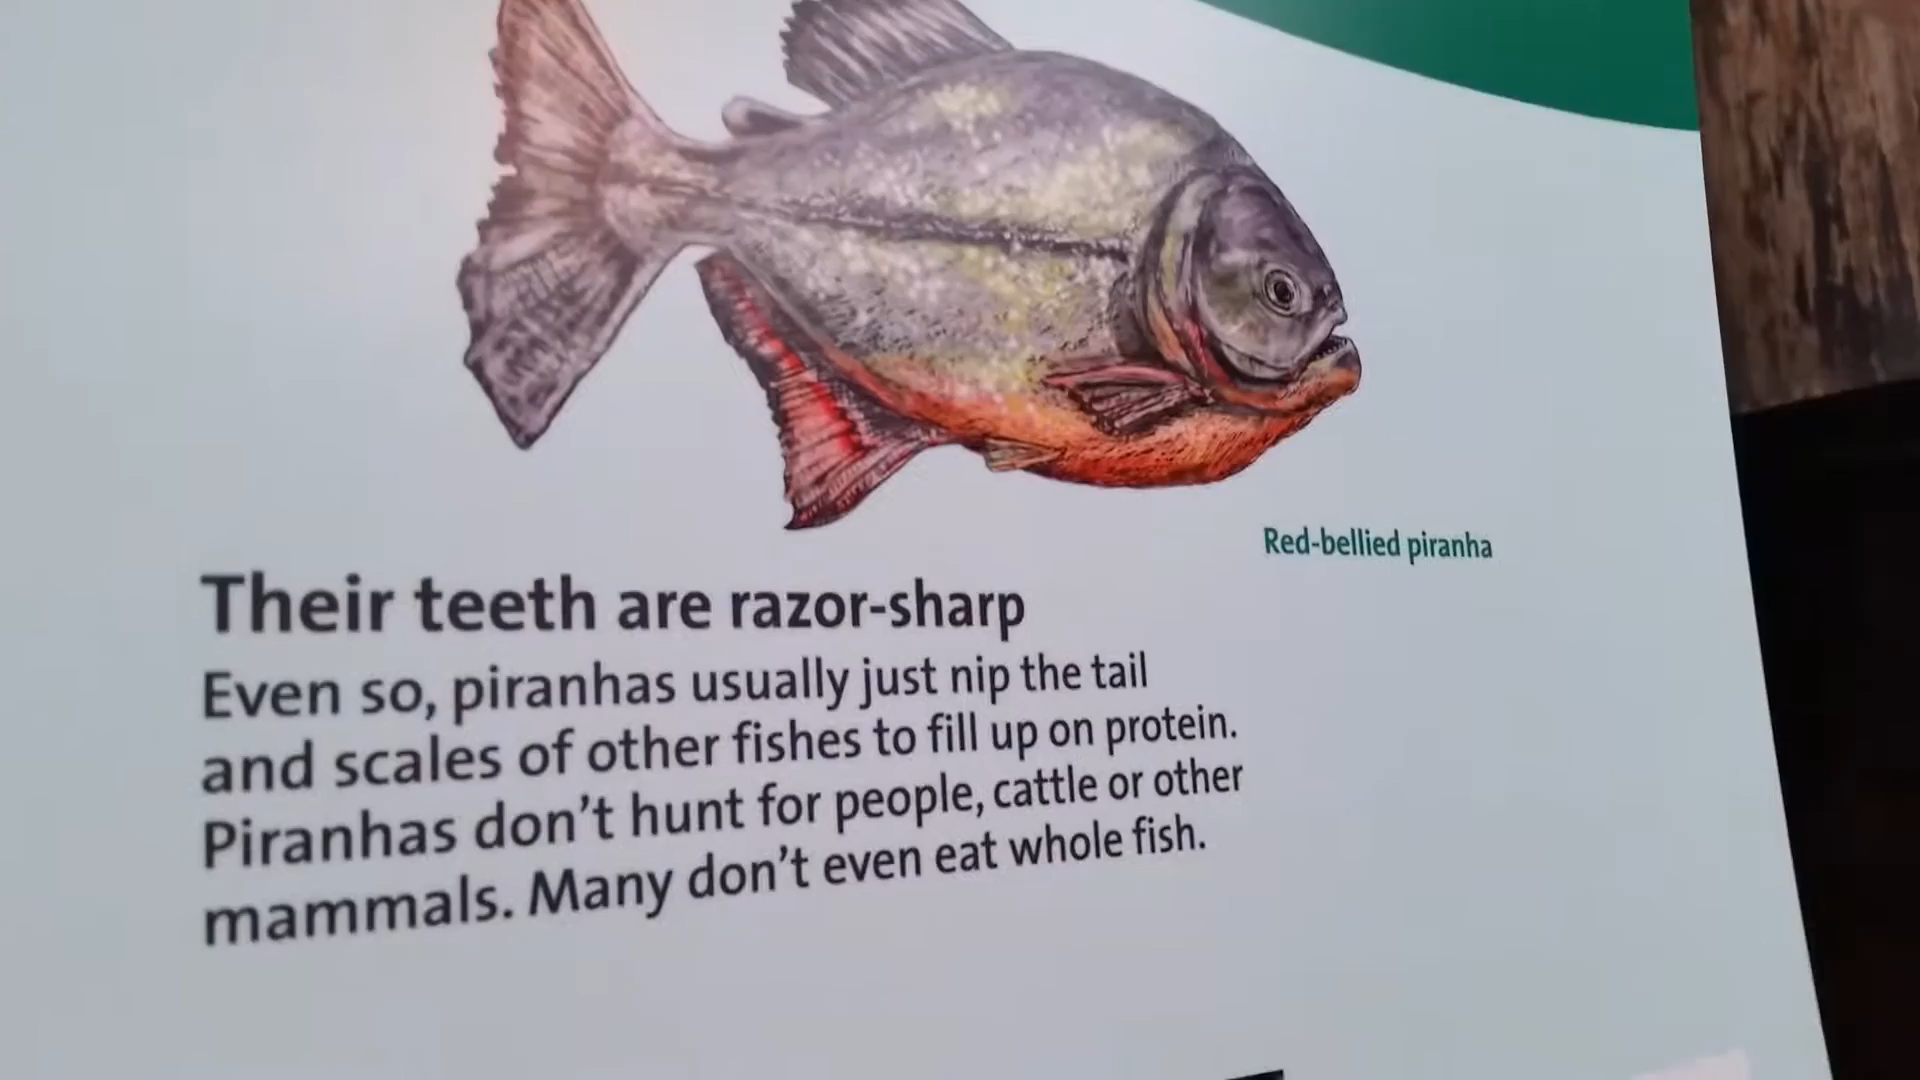 Red-bellied piranha
Their teeth are razor-sharp
Even so, piranhas usually just nip the tail
and scales of other fishes to fill up on protein.
Piranhas don't hunt for people, cattle or other
mammals. Many don't even eat whole fish.